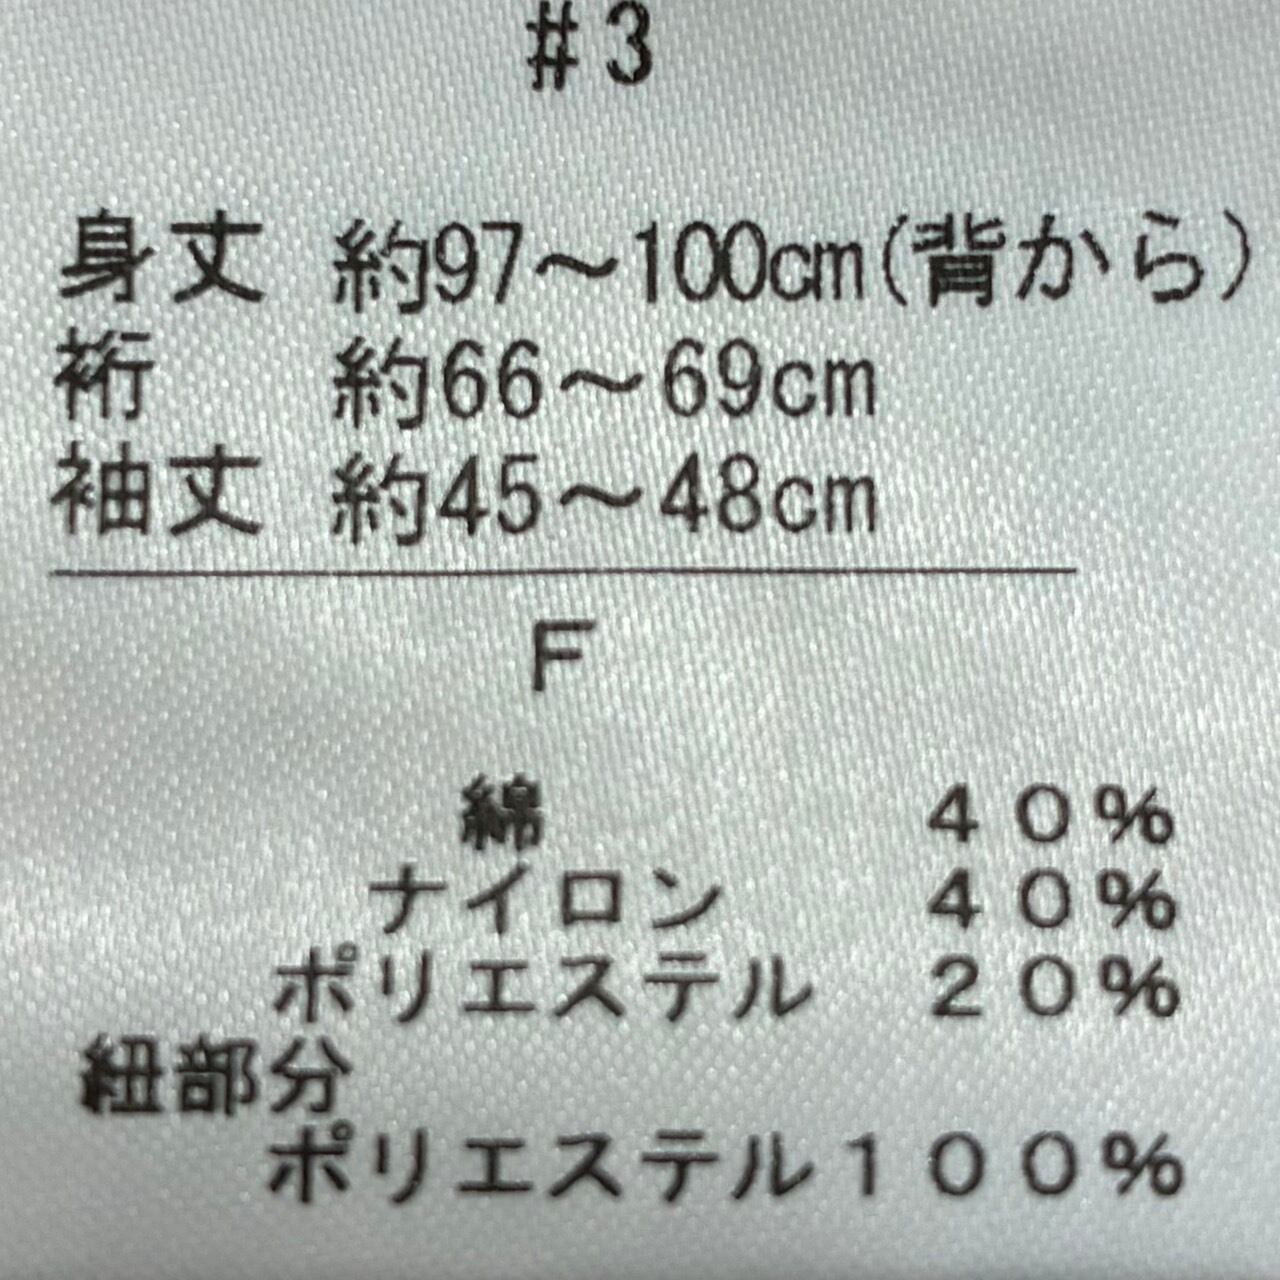 #3
身丈 約97～100cm(背から)
裄 約66～69cm
袖丈 約45～48cm
F
綿 40%
ナイロン 40%
ポリエステル 20%
紐部分
ポリエステル100%